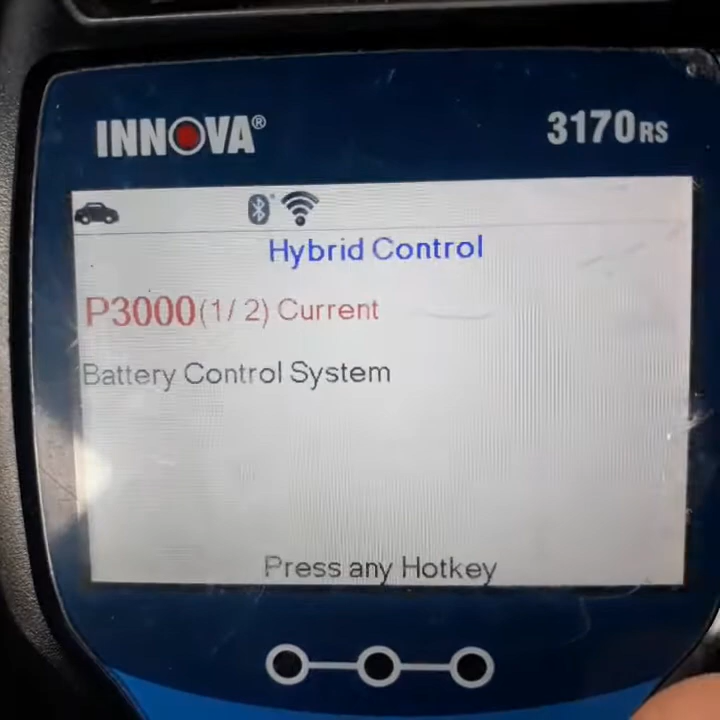 INNOVA®
3170RS
Hybrid Control
P3000(1/2) Current
Battery Control System
Press any Hotkey